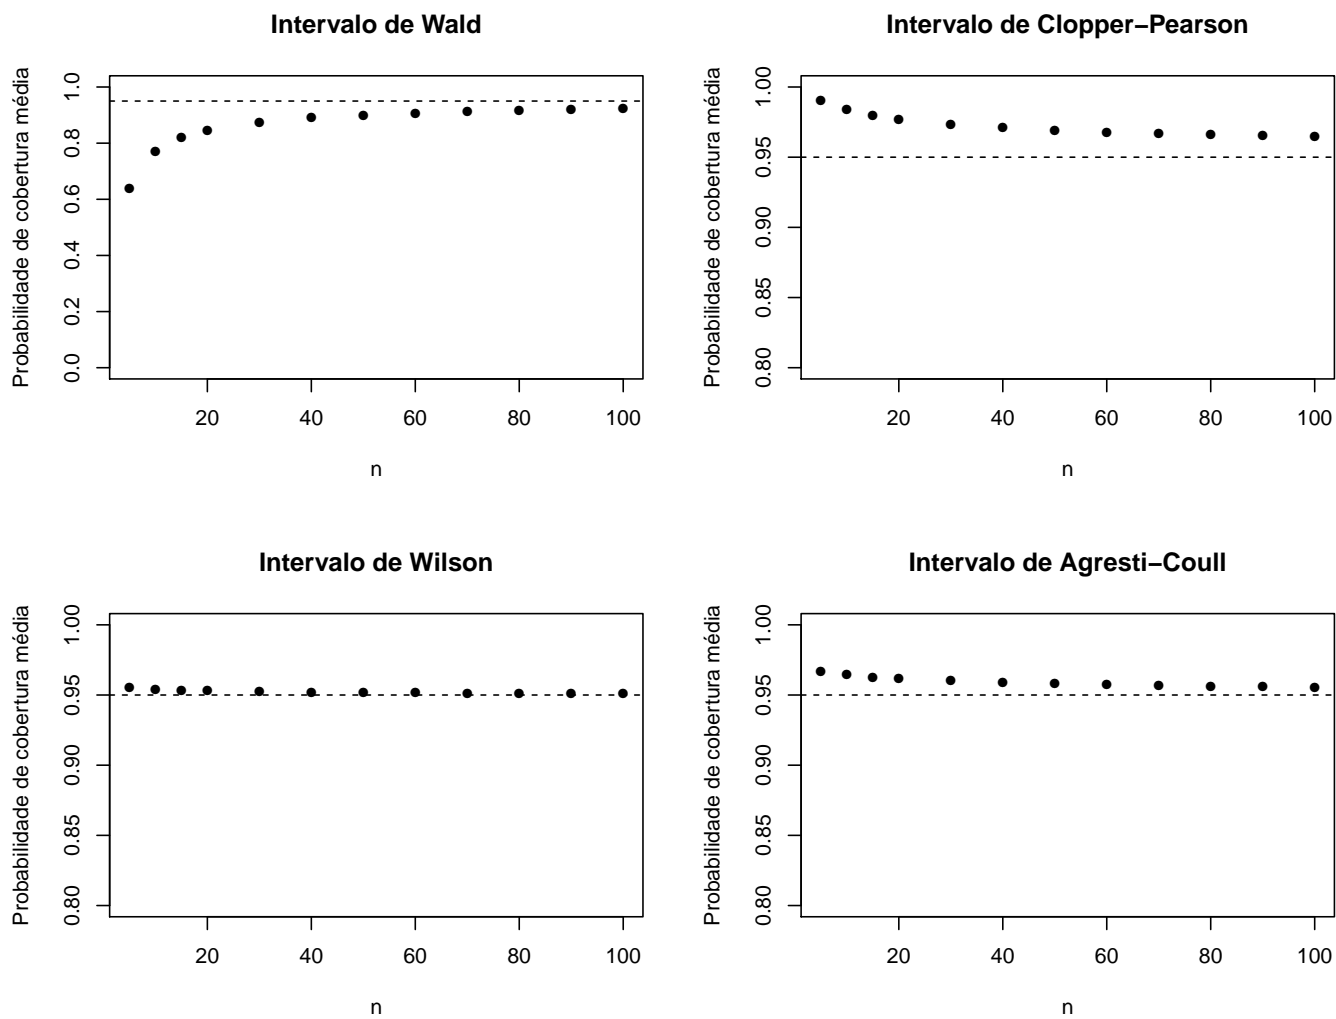 Intervalo de Wald
Probabilidade de cobertura média
1.0
0.8
0.6
0.4
0.2
0.0
20 40 60 80 100
n
Intervalo de Clopper−Pearson
Probabilidade de cobertura média
1.00
0.95
0.90
0.85
0.80
20 40 60 80 100
n
Intervalo de Wilson
Probabilidade de cobertura média
1.00
0.95
0.90
0.85
0.80
20 40 60 80 100
n
Intervalo de Agresti−Coull
Probabilidade de cobertura média
1.00
0.95
0.90
0.85
0.80
20 40 60 80 100
n